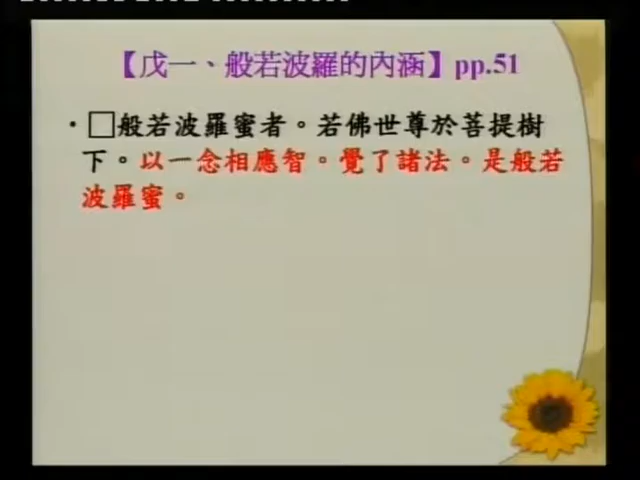 【戊一、般若波羅的內涵】pp.51
·□般若波羅蜜者。若佛世尊於菩提樹
下。以一念相應智。覺了諸法。是般若
波羅蜜。